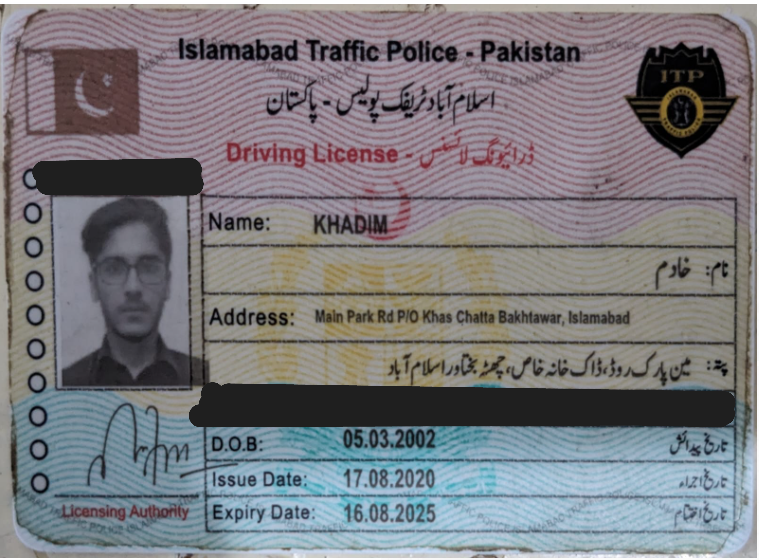 Islamabad Traffic Police - Pakistan
اسلام آباد ٹریفک پولیس - پاکستان
ITP
Driving License - ڈرائیونگ لائسنس
Name: KHADIM
نام: خادم
Address: Main Park Rd P/O Khas Chatta Bakhtawar, Islamabad
پتہ: مین پارک روڈ، ڈاک خانہ خاص، چھٹہ بختاور اسلام آباد
D.O.B: 05.03.2002 تاریخ پیدائش
Issue Date: 17.08.2020 تاریخ اجراء
Expiry Date: 16.08.2025 تاریخ اختتام
Licensing Authority